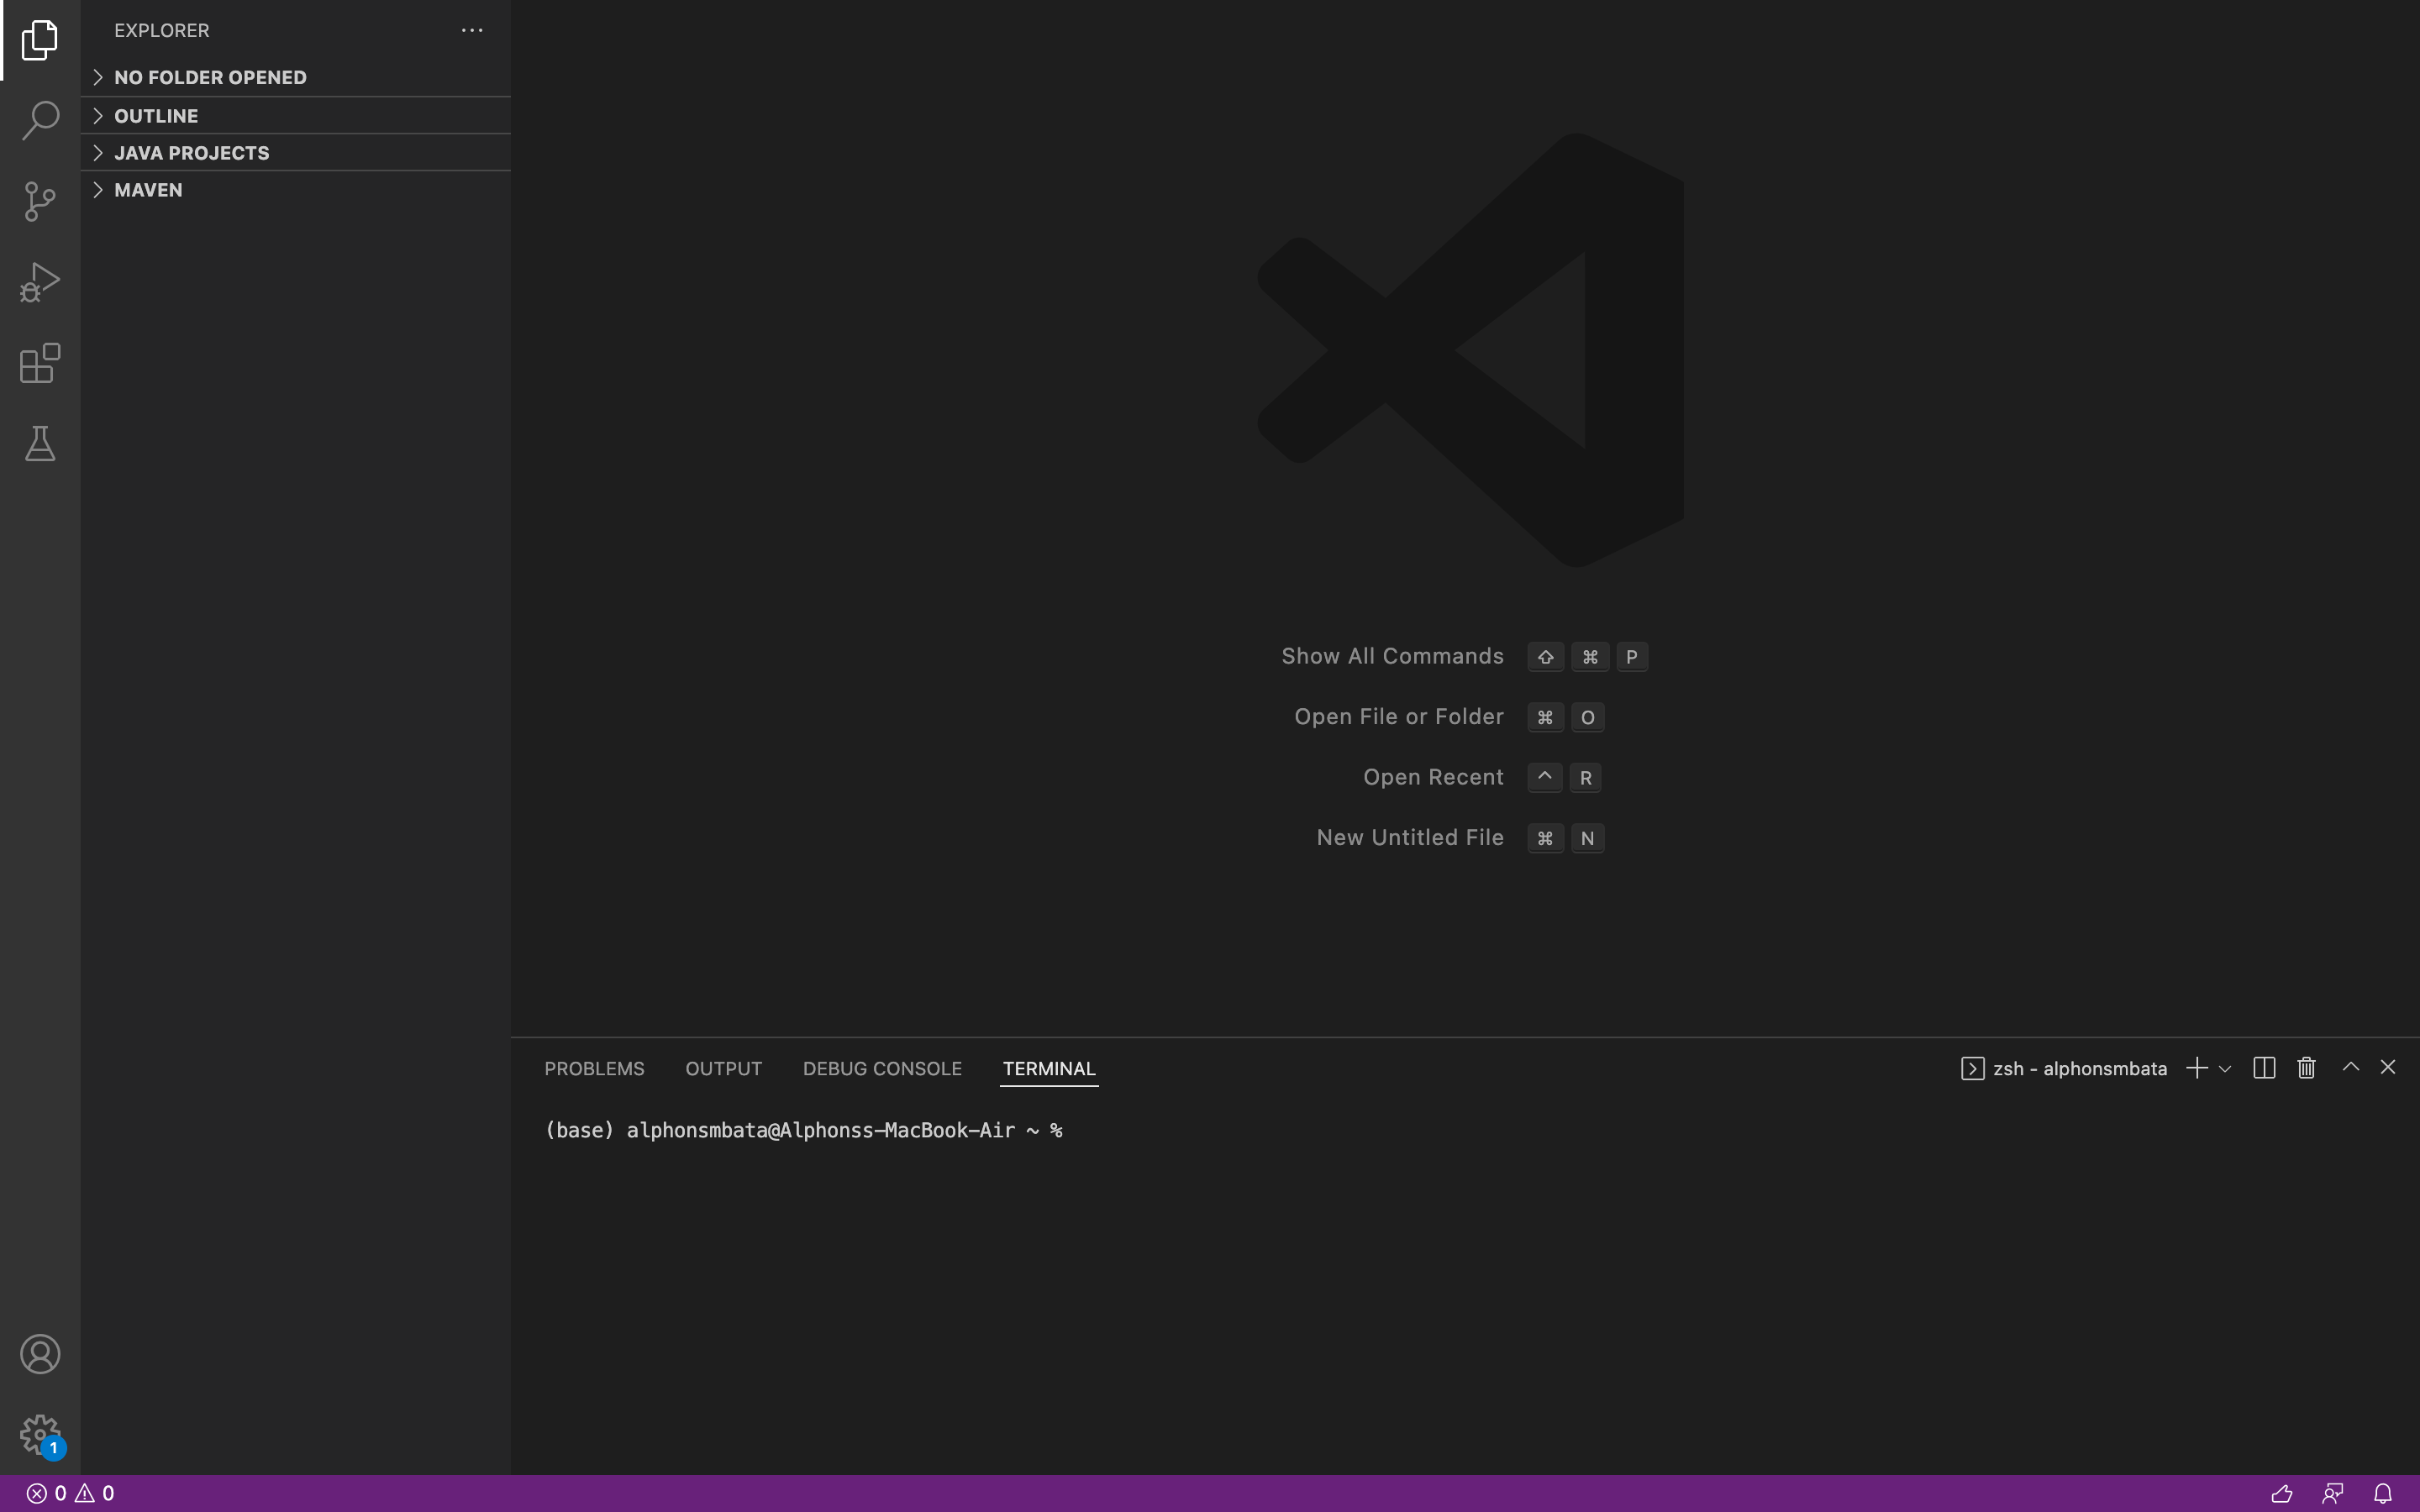 EXPLORER
NO FOLDER OPENED
OUTLINE
JAVA PROJECTS
MAVEN
Show All Commands ⇧ ⌘ P
Open File or Folder ⌘ O
Open Recent ⌃ R
New Untitled File ⌘ N
PROBLEMS OUTPUT DEBUG CONSOLE TERMINAL zsh - alphonsmbata
(base) alphonsmbata@Alphonss-MacBook-Air ~ %
1
0 0